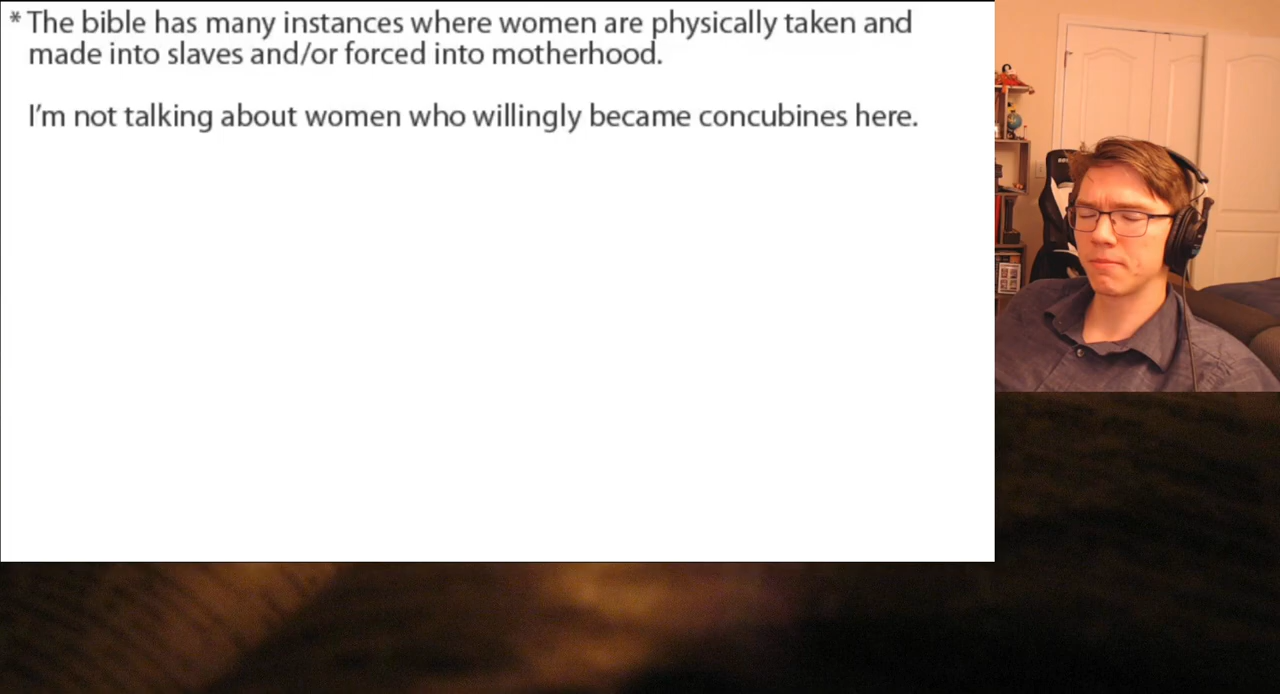 * The bible has many instances where women are physically taken and
made into slaves and/or forced into motherhood.
I'm not talking about women who willingly became concubines here.